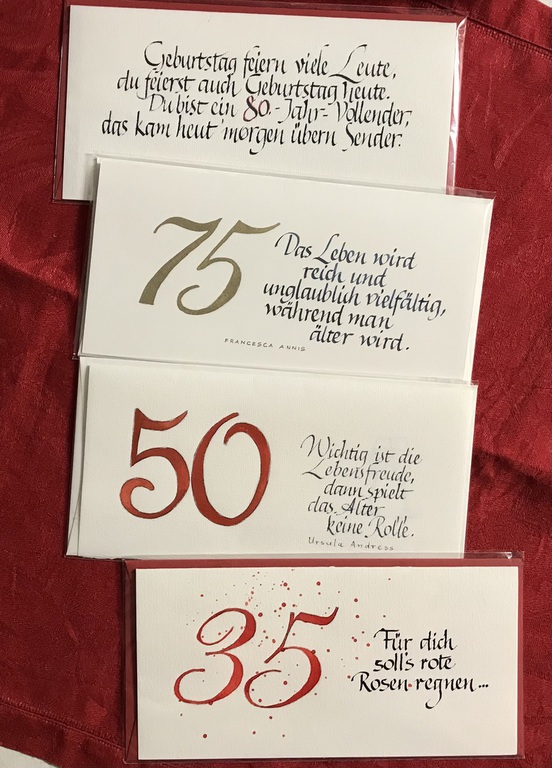 Geburtstag feiern viele Leute,
du feierst auch Geburtstag heute.
Du bist ein 80.-Jahr-Vollender,
das kam heut' morgen übern Sender.
75
Das Leben wird
reich und
unglaublich vielfältig,
während man
älter wird.
FRANCESCA ANNIS
50
Wichtig ist die
Lebensfreude,
dann spielt
das Alter
keine Rolle.
Ursula Andress
35
Für dich
soll's rote
Rosen regnen...